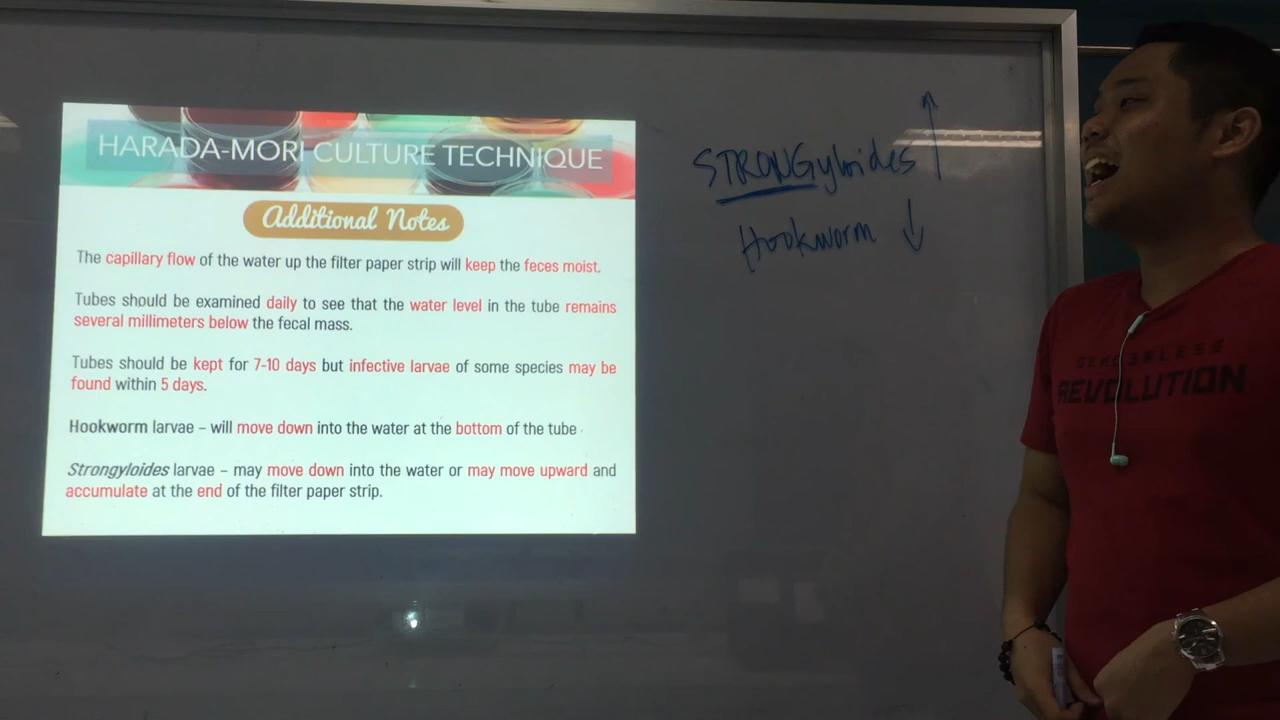 HARADA-MORI CULTURE TECHNIQUE
Additional Notes
The capillary flow of the water up the filter paper strip will keep the feces moist.
Tubes should be examined daily to see that the water level in the tube remains
several millimeters below the fecal mass.
Tubes should be kept for 7-10 days but infective larvae of some species may be
found within 5 days.
Hookworm larvae – will move down into the water at the bottom of the tube
Strongyloides larvae – may move down into the water or may move upward and
accumulate at the end of the filter paper strip.
STRONGyloides ↑
Hookworm ↓
REVOLUTION